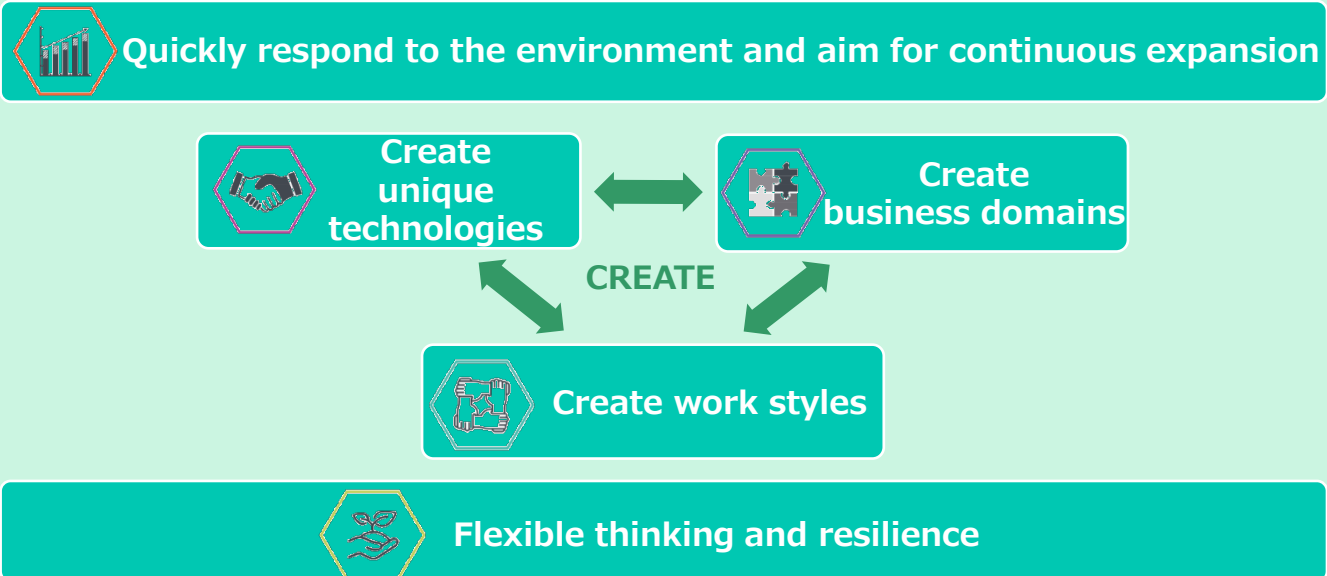 Quickly respond to the environment and aim for continuous expansion
Create
unique
technologies
Create
business domains
CREATE
Create work styles
Flexible thinking and resilience